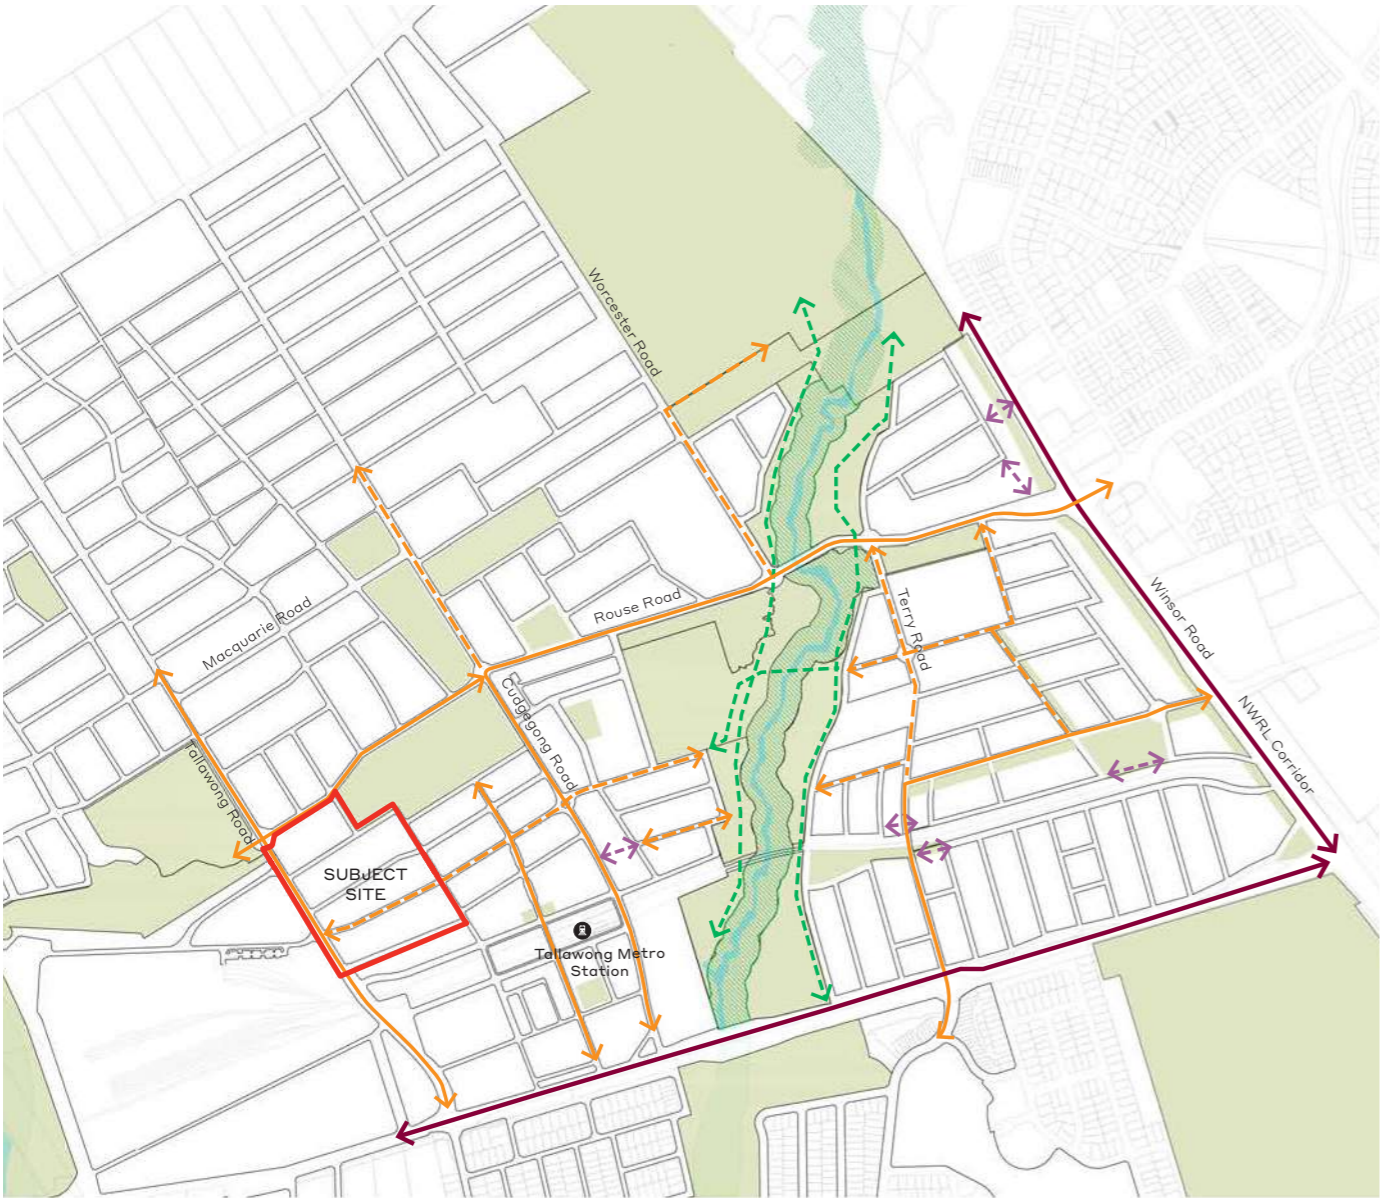 Worcester Road
Rouse Road
Terry Road
Winsor Road
Macquarie Road
Cudgegong Road
NWRL Corridor
Tallawong Road
SUBJECT
SITE
Tallawong Metro
Station